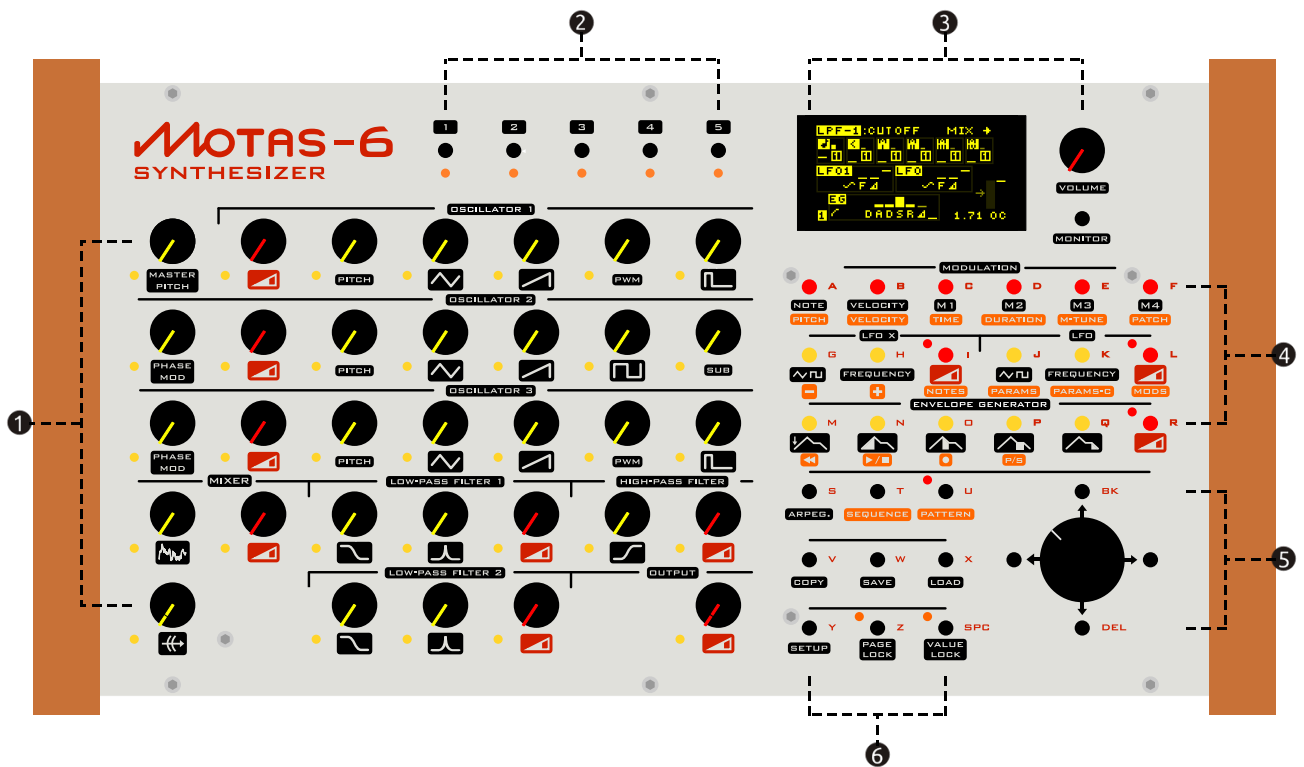 2
3
MOTAS-6
SYNTHESIZER
1 2 3 4 5
LPF-1:CUTOFF MIX
LFO1 LFO
F F
EG
1 DADSR 1.71 OC
VOLUME
MONITOR
OSCILLATOR 1
MASTER PITCH
PITCH
PWM
OSCILLATOR 2
PHASE MOD
PITCH
SUB
OSCILLATOR 3
PHASE MOD
PITCH
PWM
MIXER LOW-PASS FILTER 1 HIGH-PASS FILTER
LOW-PASS FILTER 2 OUTPUT
1
MODULATION
A B C D E F
NOTE VELOCITY M1 M2 M3 M4
PITCH VELOCITY TIME DURATION M-TUNE PATCH
LFO X LFO
G H I J K L
FREQUENCY FREQUENCY
- + NOTES PARAMS PARAMS-C MODS
ENVELOPE GENERATOR
M N O P Q R
P/S
4
S T U BK
ARPEG. SEQUENCE PATTERN
V W X
COPY SAVE LOAD
5
Y Z SPC DEL
SETUP PAGE LOCK VALUE LOCK
6